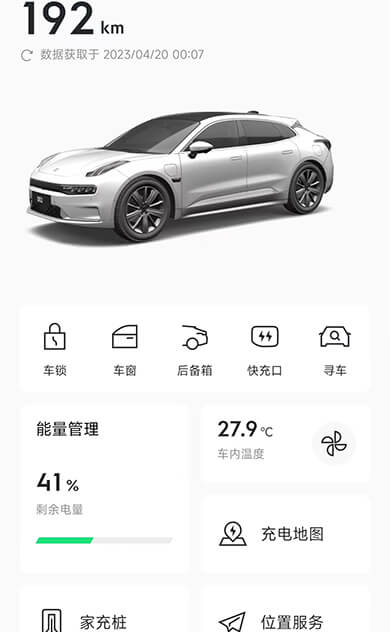 192 km
数据获取于 2023/04/20 00:07
车锁 车窗 后备箱 快充口 寻车
能量管理
41%
剩余电量
27.9℃
车内温度
充电地图
家充桩
位置服务